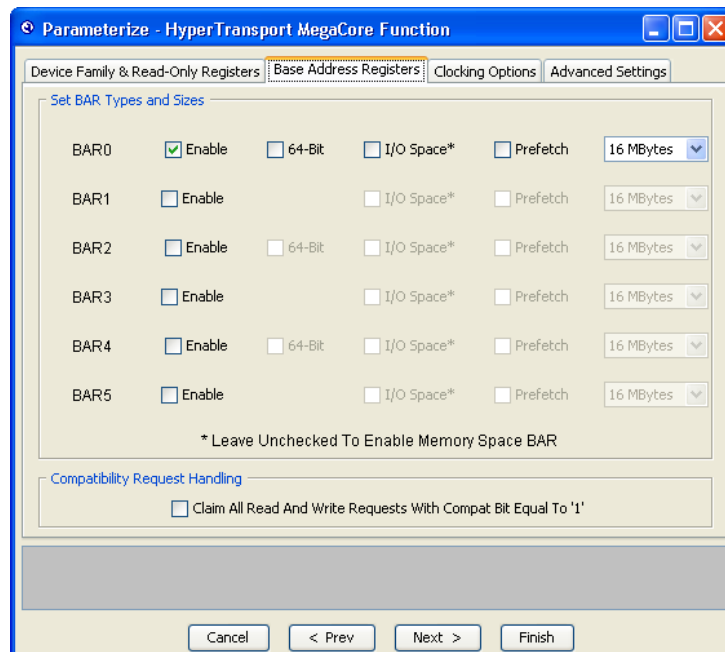 Parameterize - HyperTransport MegaCore Function
Device Family & Read-Only Registers Base Address Registers Clocking Options Advanced Settings
Set BAR Types and Sizes
BAR0 Enable 64-Bit I/O Space* Prefetch 16 MBytes
BAR1 Enable I/O Space* Prefetch 16 MBytes
BAR2 Enable 64-Bit I/O Space* Prefetch 16 MBytes
BAR3 Enable I/O Space* Prefetch 16 MBytes
BAR4 Enable 64-Bit I/O Space* Prefetch 16 MBytes
BAR5 Enable I/O Space* Prefetch 16 MBytes
* Leave Unchecked To Enable Memory Space BAR
Compatibility Request Handling
Claim All Read And Write Requests With Compat Bit Equal To '1'
Cancel < Prev Next > Finish